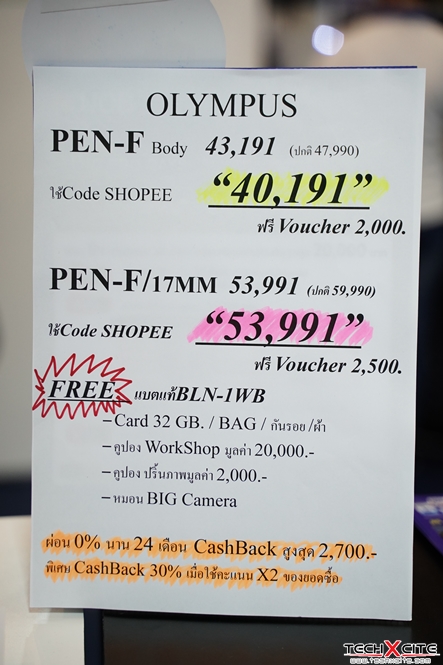 OLYMPUS
PEN-F Body 43,191 (ปกติ 47,990)
ใช้Code SHOPEE “40,191”
ฟรี Voucher 2,000.
PEN-F/17MM 53,991 (ปกติ 59,990)
ใช้Code SHOPEE “53,991”
ฟรี Voucher 2,500.
FREE แบตแท้BLN-1WB
–Card 32 GB. / BAG / กันรอย /ผ้า
–คูปอง WorkShop มูลค่า 20,000.-
–คูปอง ปริ้นภาพมูลค่า 2,000.-
–หมอน BIG Camera
ผ่อน 0% นาน 24 เดือน CashBack สูงสุด 2,700.-
พิเศษ CashBack 30% เมื่อใช้คะแนน X2 ของยอดซื้อ
TECHXCITE
WWW.TECHXCITE.COM